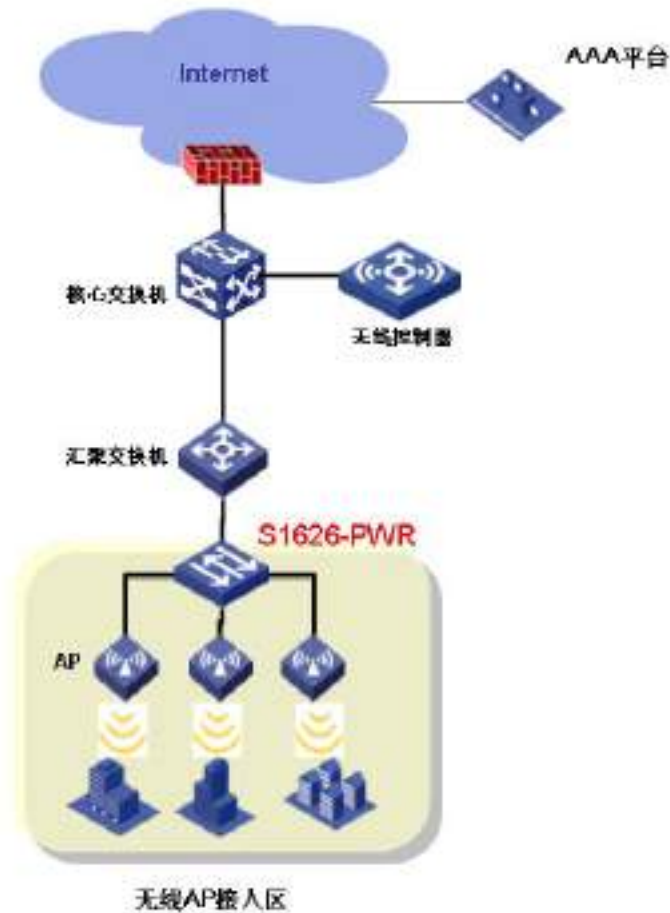 Internet
AAA平台
核心交换机
无线控制器
汇聚交换机
S1626-PWR
AP
无线AP接入区